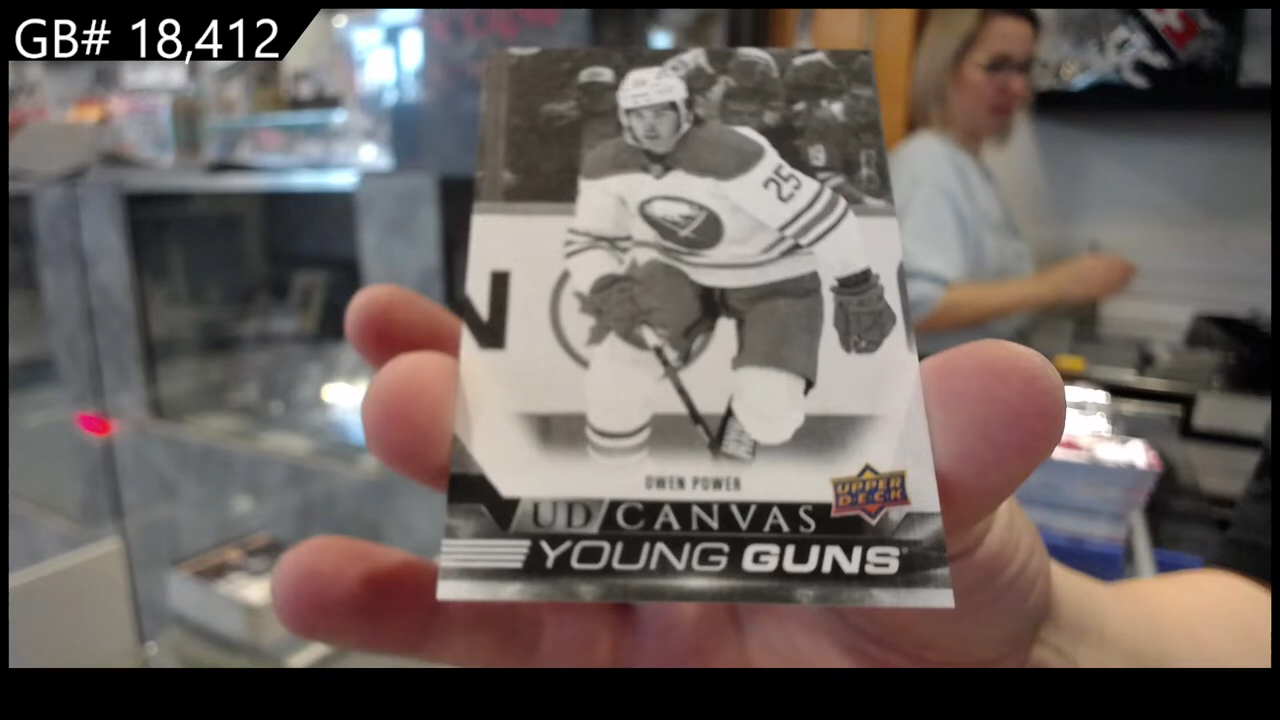 GB# 18,412
25
N
OWEN POWER
UPPER
DECK
UD/CANVAS
YOUNG GUNS